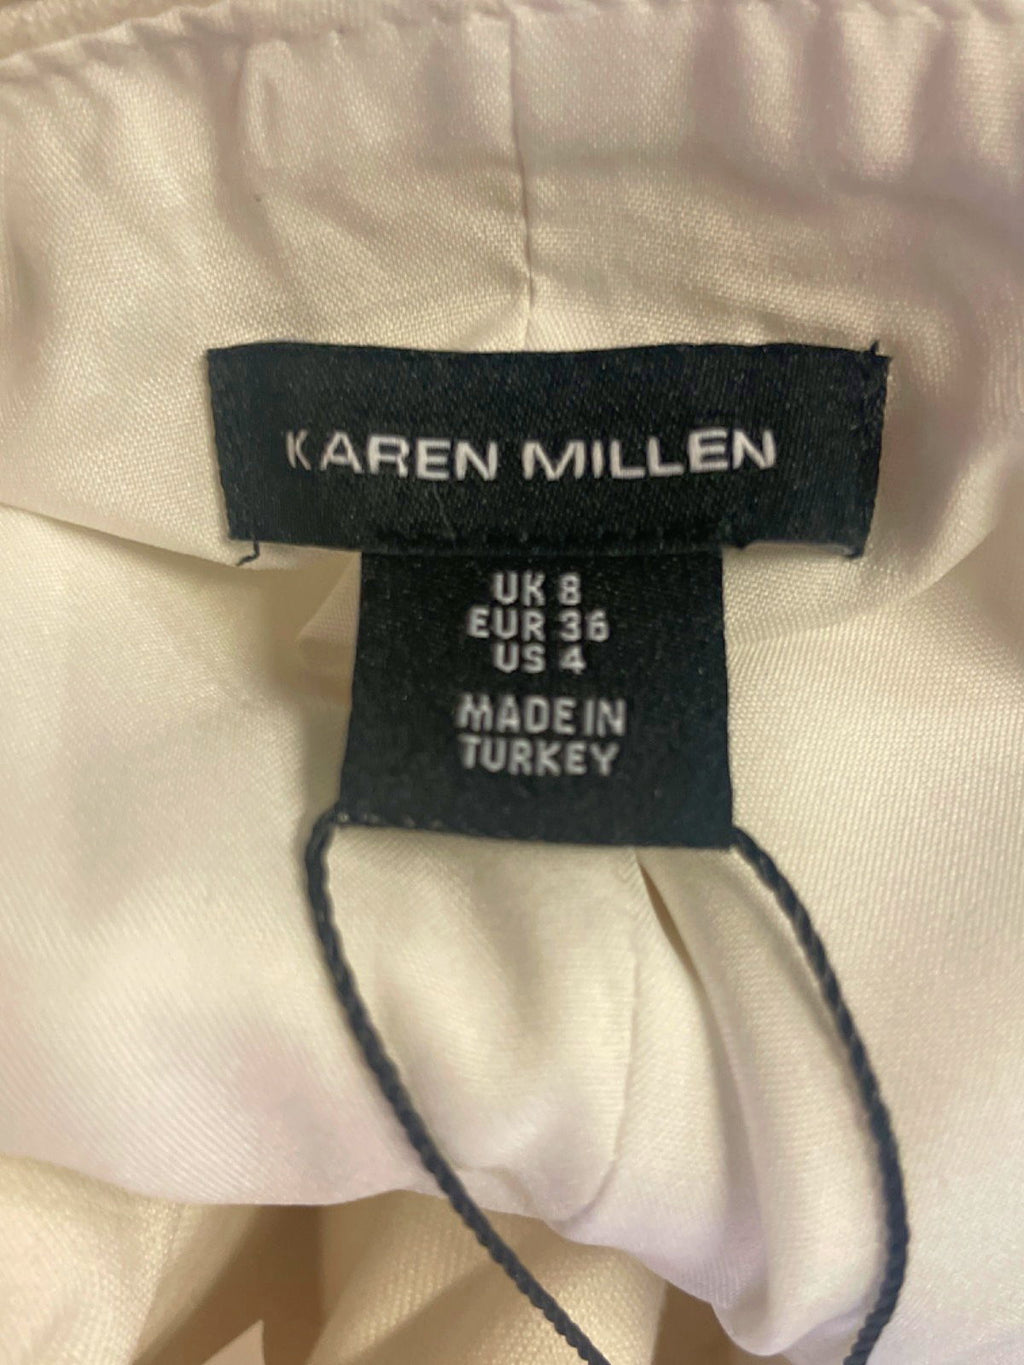 KAREN MILLEN
UK 8
EUR 36
US 4
MADE IN
TURKEY